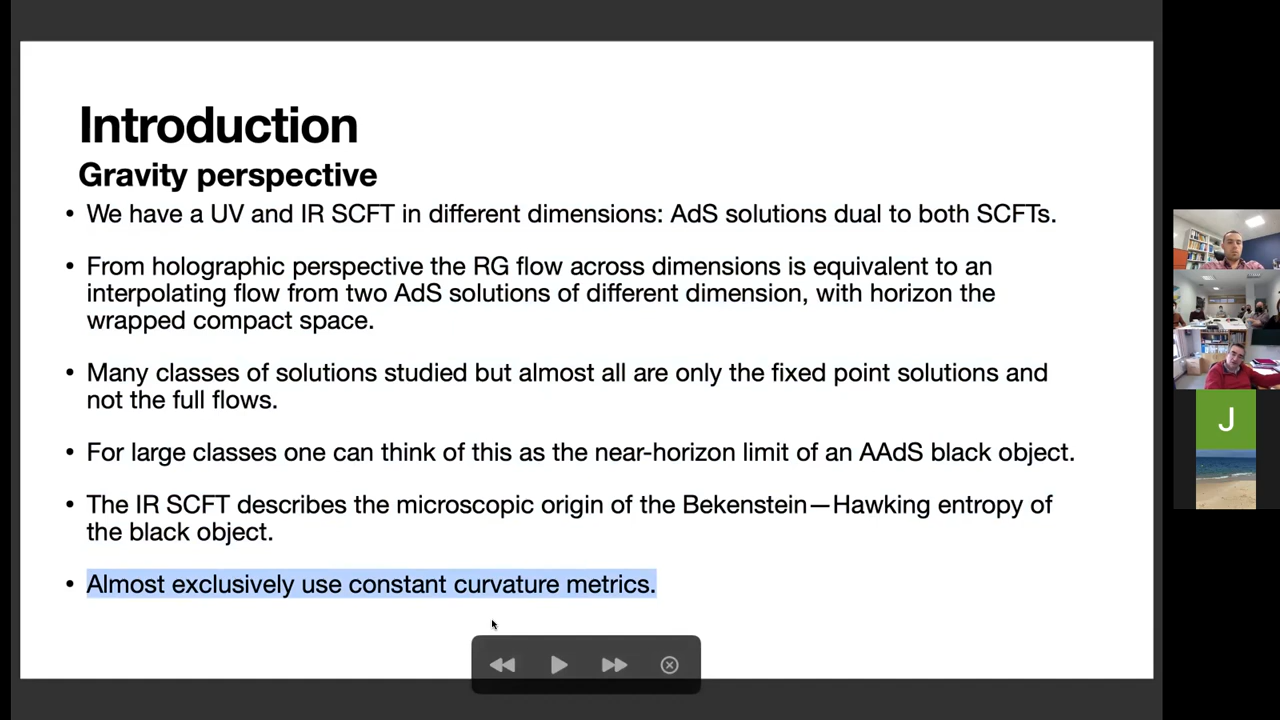 Introduction
Gravity perspective
• We have a UV and IR SCFT in different dimensions: AdS solutions dual to both SCFTs.
• From holographic perspective the RG flow across dimensions is equivalent to an
interpolating flow from two AdS solutions of different dimension, with horizon the
wrapped compact space.
• Many classes of solutions studied but almost all are only the fixed point solutions and
not the full flows.
• For large classes one can think of this as the near-horizon limit of an AAdS black object.
• The IR SCFT describes the microscopic origin of the Bekenstein—Hawking entropy of
the black object.
• Almost exclusively use constant curvature metrics.
J